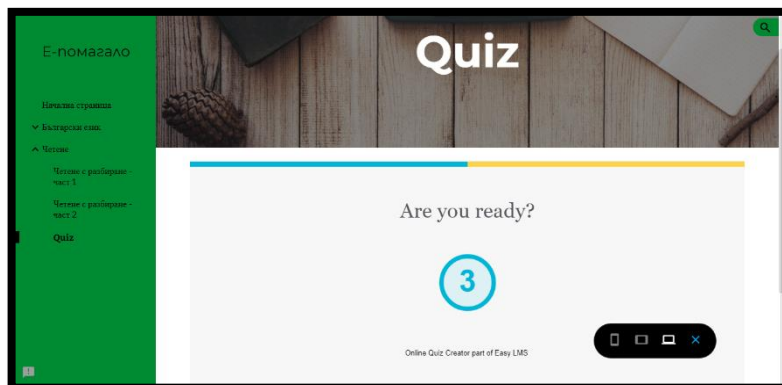 Е-помагало
Начална страница
Български език
Четене
Четене с разбиране -
част 1
Четене с разбиране -
част 2
Quiz
Quiz
Are you ready?
3
Online Quiz Creator part of Easy LMS